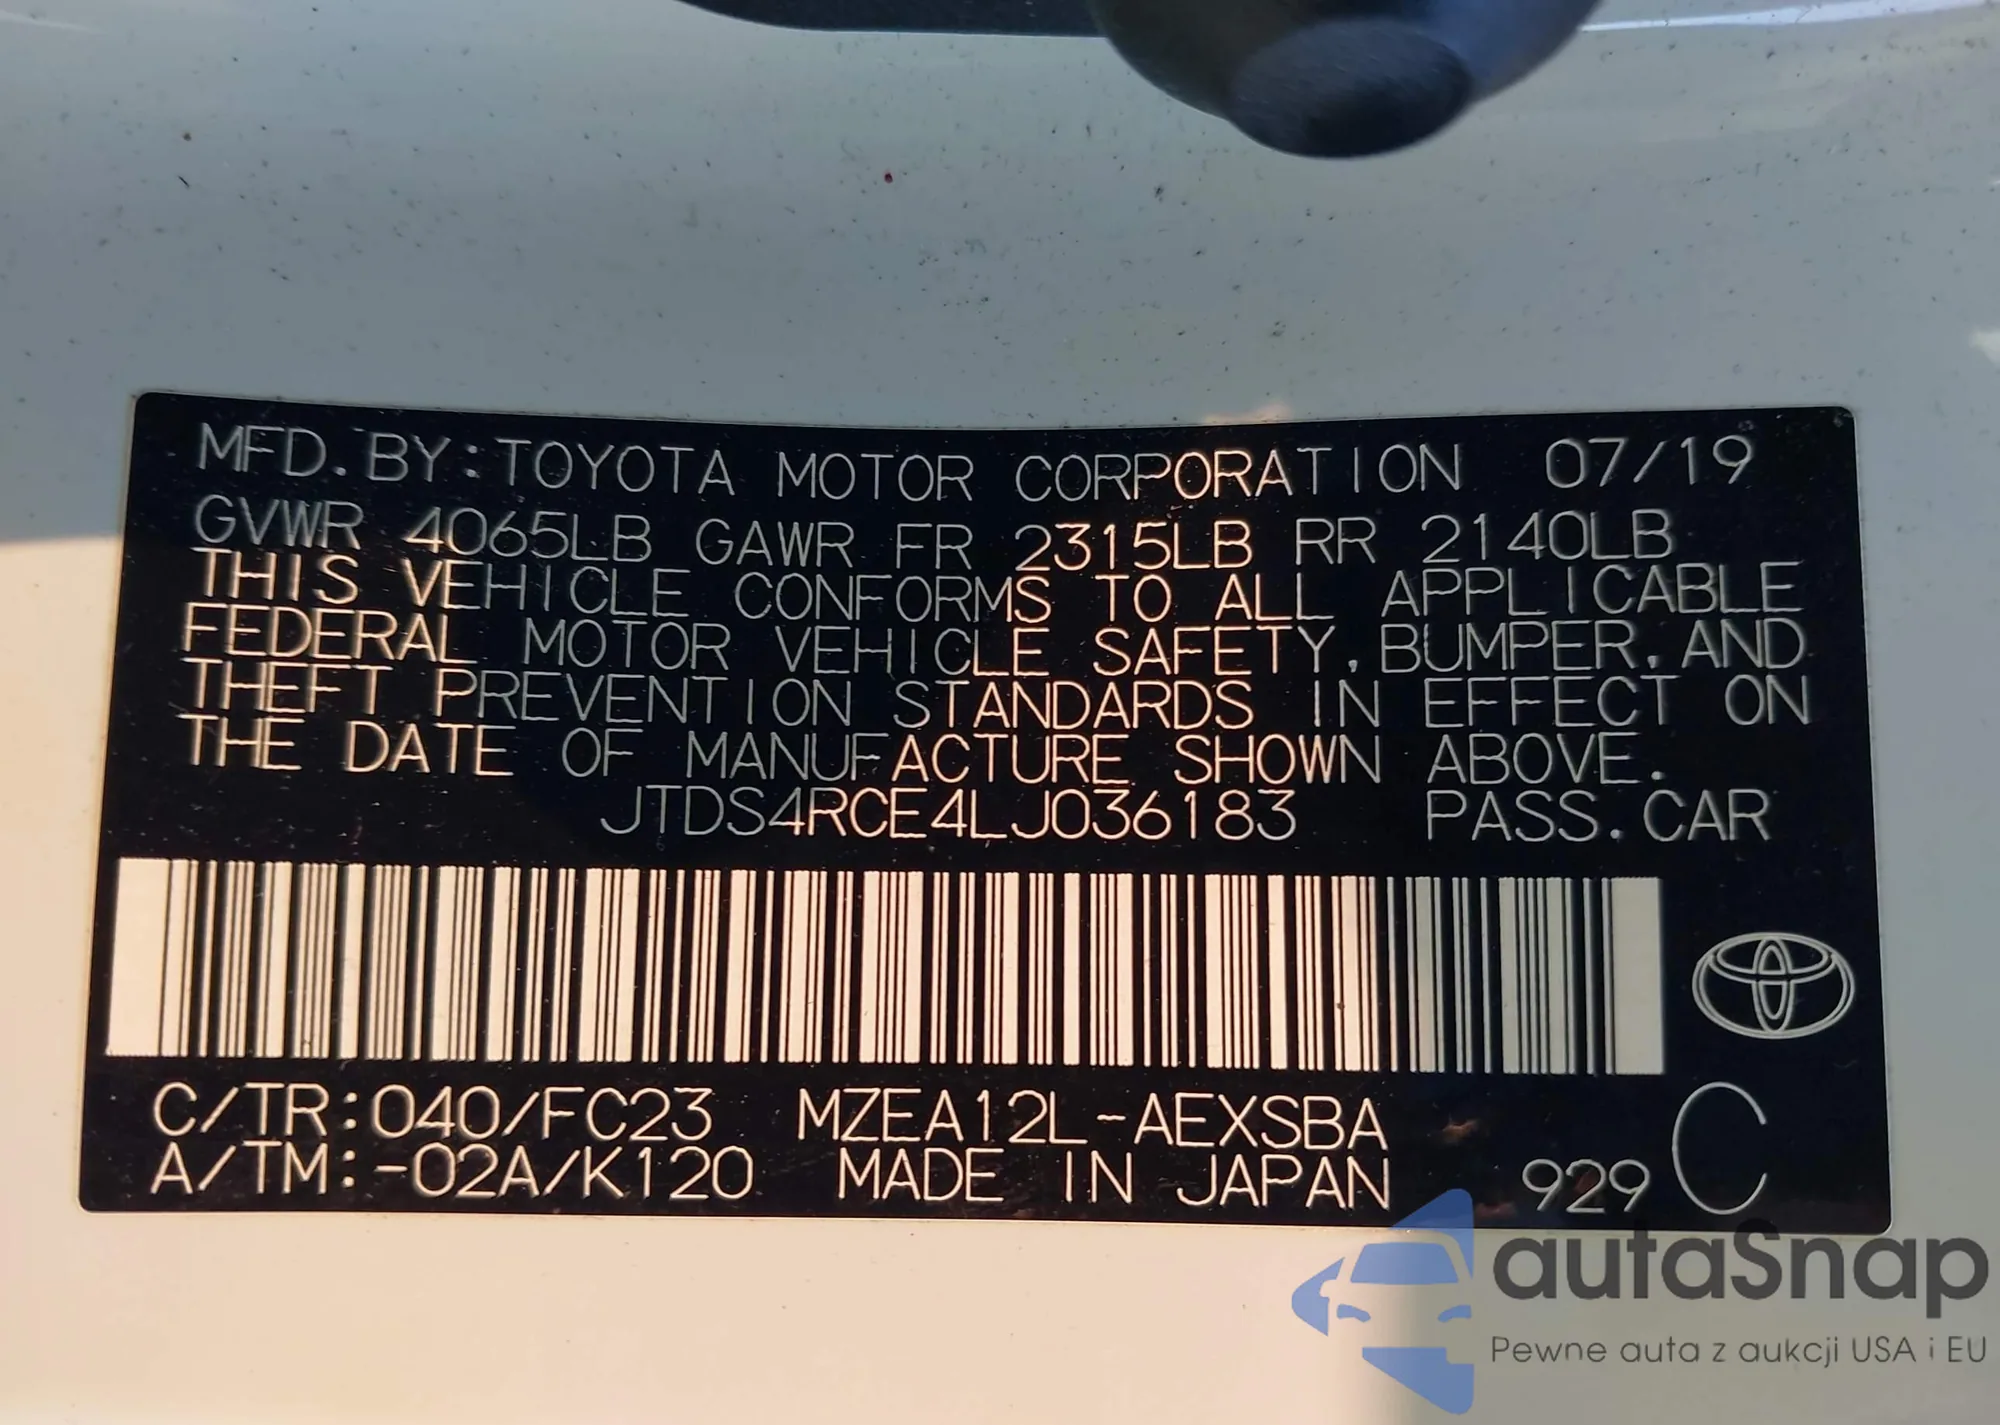 MFD. BY: TOYOTA MOTOR CORPORATION 07/19
GVWR 4065LB GAWR FR 2315LB RR 2140LB
THIS VEHICLE CONFORMS TO ALL APPLICABLE
FEDERAL MOTOR VEHICLE SAFETY, BUMPER, AND
THEFT PREVENTION STANDARDS IN EFFECT ON
THE DATE OF MANUFACTURE SHOWN ABOVE.
JTDS4RCE4LJ036183 PASS. CAR
C/TR: 040/FC23 MZEA12L-AEXSBA
A/TM: -02A/K120 MADE IN JAPAN 929 C
autaSnap
Pewne auta z aukcji USA i EU